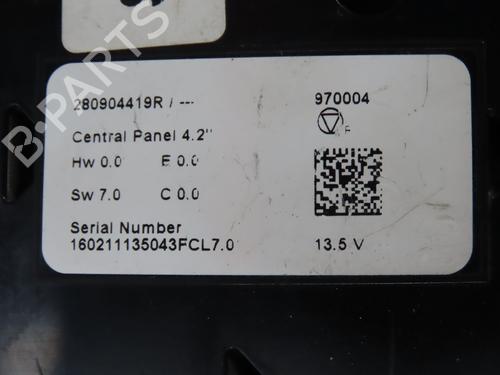 280904419R / ---
970004
F
Central Panel 4.2"
Hw 0.0 E 0.0
Sw 7.0 C 0.0
Serial Number
160211135043FCL7.0
13.5 V
B-PARTS